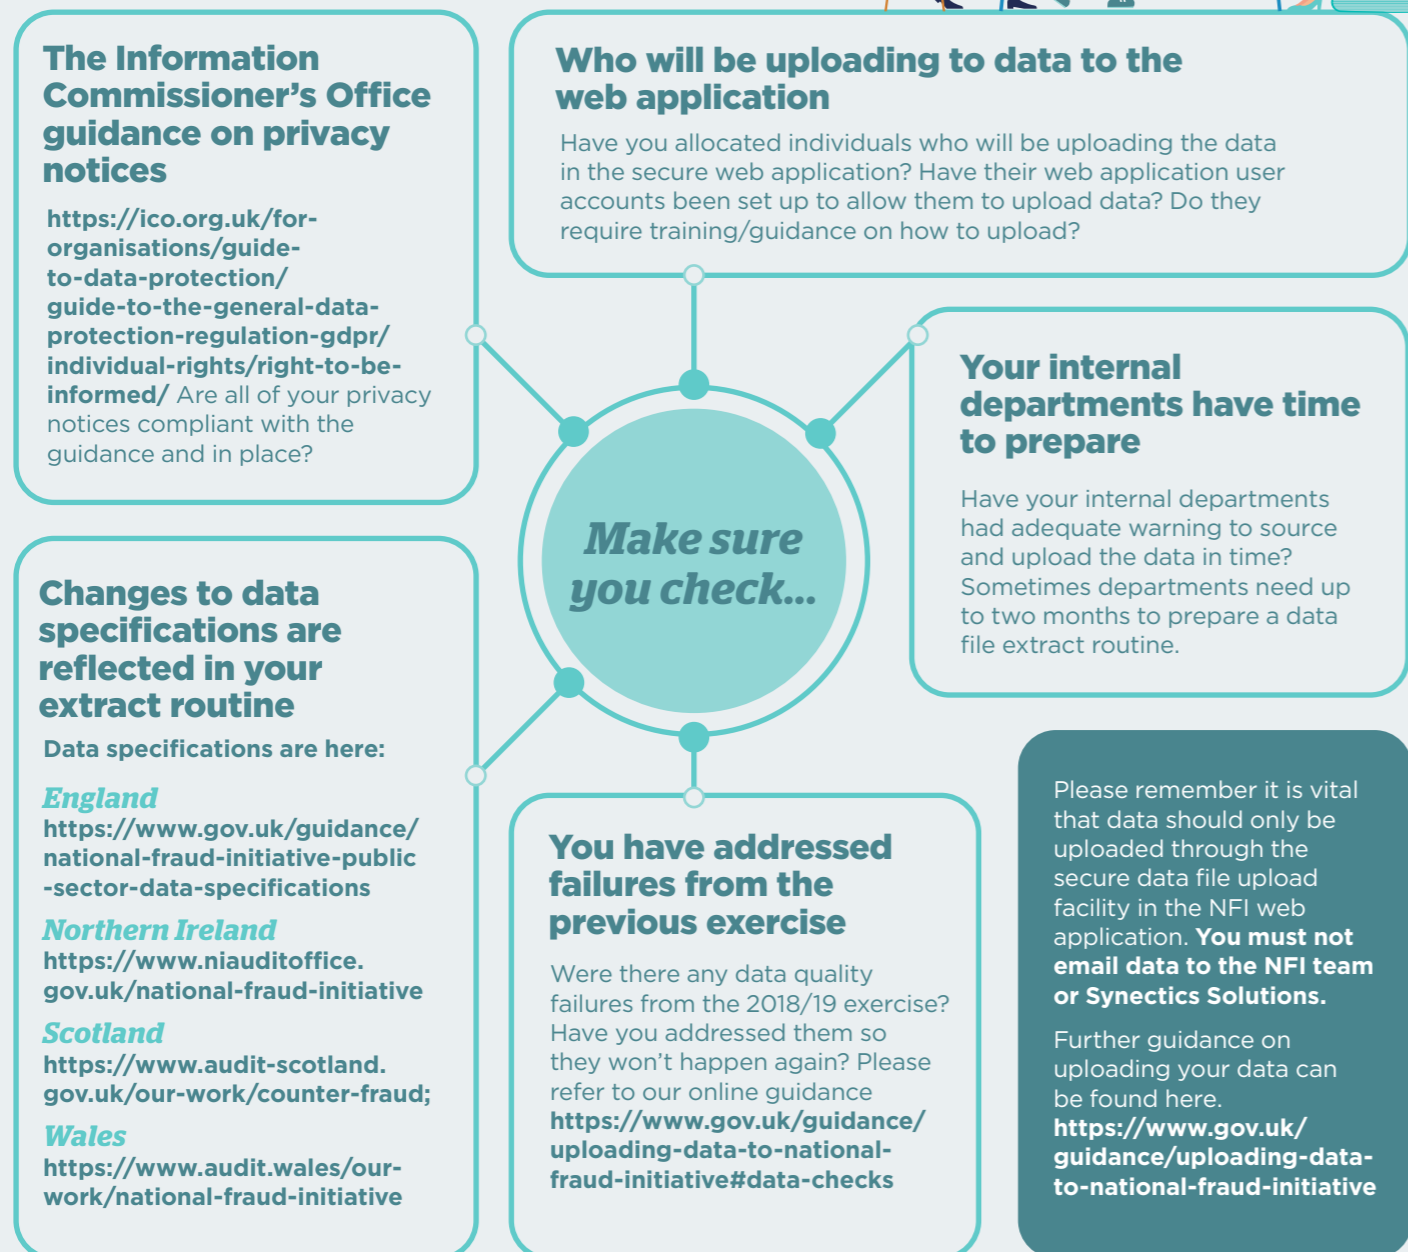 The Information
Commissioner's Office
guidance on privacy
notices
https://ico.org.uk/for-
organisations/guide-
to-data-protection/
guide-to-the-general-data-
protection-regulation-gdpr/
individual-rights/right-to-be-
informed/ Are all of your privacy
notices compliant with the
guidance and in place?
Who will be uploading to data to the
web application
Have you allocated individuals who will be uploading the data
in the secure web application? Have their web application user
accounts been set up to allow them to upload data? Do they
require training/guidance on how to upload?
Your internal
departments have time
to prepare
Have your internal departments
had adequate warning to source
and upload the data in time?
Sometimes departments need up
to two months to prepare a data
file extract routine.
Make sure
you check...
Changes to data
specifications are
reflected in your
extract routine
Data specifications are here:
England
https://www.gov.uk/guidance/
national-fraud-initiative-public
-sector-data-specifications
Northern Ireland
https://www.niauditoffice.
gov.uk/national-fraud-initiative
Scotland
https://www.audit-scotland.
gov.uk/our-work/counter-fraud;
Wales
https://www.audit.wales/our-
work/national-fraud-initiative
You have addressed
failures from the
previous exercise
Were there any data quality
failures from the 2018/19 exercise?
Have you addressed them so
they won't happen again? Please
refer to our online guidance
https://www.gov.uk/guidance/
uploading-data-to-national-
fraud-initiative#data-checks
Please remember it is vital
that data should only be
uploaded through the
secure data file upload
facility in the NFI web
application. You must not
email data to the NFI team
or Synectics Solutions.
Further guidance on
uploading your data can
be found here.
https://www.gov.uk/
guidance/uploading-data-
to-national-fraud-initiative